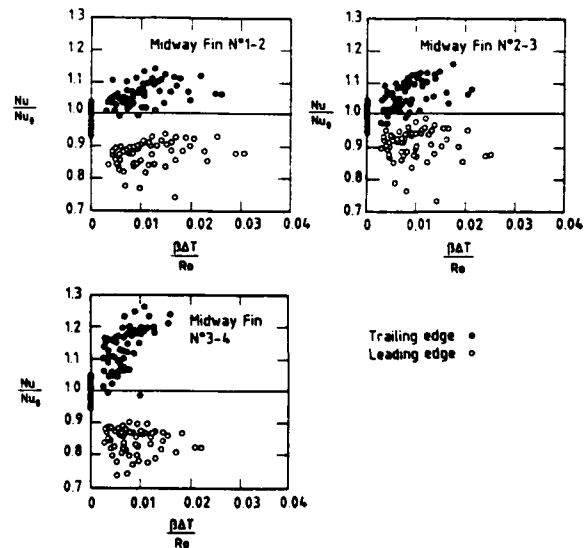 Midway Fin N°1-2
1.3
1.2
1.1
1.0
0.9
0.8
0.7
Nu
Nu₀
0 0.01 0.02 0.03 0.04
βΔT
Ro
Midway Fin N°2-3
1.3
1.2
1.1
1.0
0.9
0.8
0.7
Nu
Nu₀
0 0.01 0.02 0.03 0.04
βΔT
Ro
Midway Fin
N°3-4
1.3
1.2
1.1
1.0
0.9
0.8
0.7
Nu
Nu₀
0 0.01 0.02 0.03 0.04
βΔT
Ro
Trailing edge
Leading edge